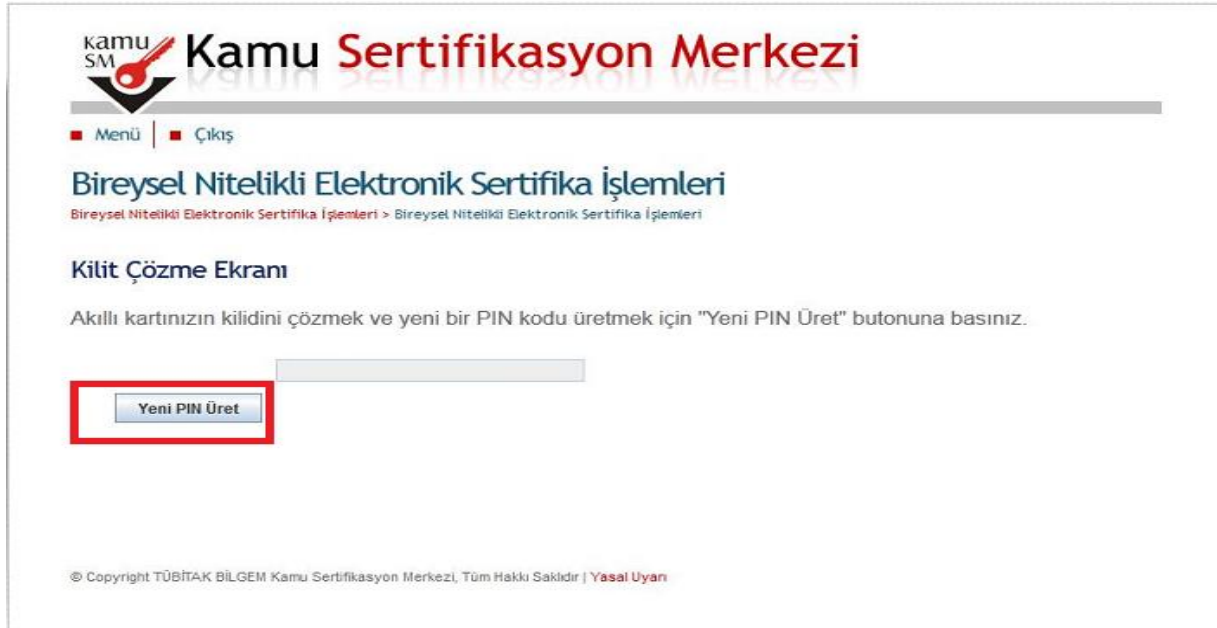 Kamu
SM
Kamu Sertifikasyon Merkezi
Menü
Çıkış
Bireysel Nitelikli Elektronik Sertifika İşlemleri
Bireysel Nitelikli Elektronik Sertifika İşlemleri > Bireysel Nitelikli Elektronik Sertifika İşlemleri
Kilit Çözme Ekranı
Akıllı kartınızın kilidini çözmek ve yeni bir PIN kodu üretmek için "Yeni PIN Üret" butonuna basınız.
Yeni PIN Üret
© Copyright TÜBİTAK BİLGEM Kamu Sertifikasyon Merkezi, Tüm Hakkı Saklıdır | Yasal Uyarı